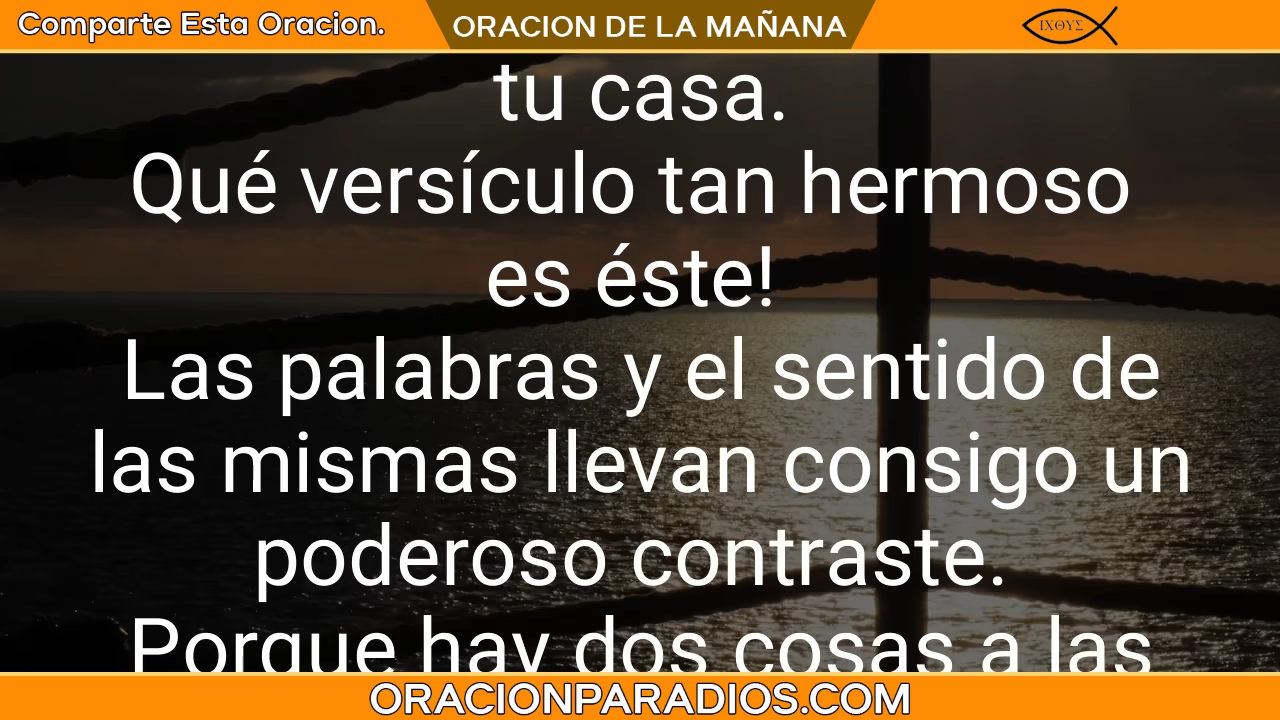 Comparte Esta Oracion.
ORACION DE LA MAÑANA
ΙΧΘΥΣ
tu casa.
Qué versículo tan hermoso
es éste!
Las palabras y el sentido de
las mismas llevan consigo un
poderoso contraste.
Porque hay dos cosas a las
ORACIONPARADIOS.COM